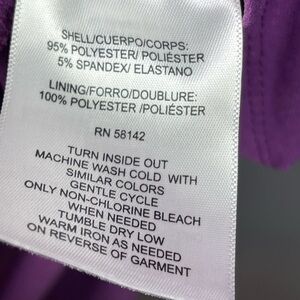 SHELL/CUERPO/CORPS:
95% POLYESTER/ POLIÉSTER
5% SPANDEX/ ELASTANO
LINING/FORRO/DOUBLURE:
100% POLYESTER /POLIÉSTER
RN 58142
TURN INSIDE OUT
MACHINE WASH COLD WITH
SIMILAR COLORS
GENTLE CYCLE
ONLY NON-CHLORINE BLEACH
WHEN NEEDED
TUMBLE DRY LOW
WARM IRON AS NEEDED
ON REVERSE OF GARMENT